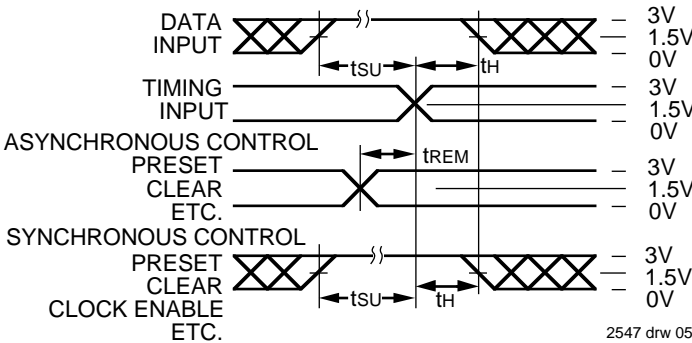 DATA
INPUT
3V
1.5V
0V
tSU
tH
TIMING
INPUT
3V
1.5V
0V
ASYNCHRONOUS CONTROL
PRESET
CLEAR
ETC.
tREM
3V
1.5V
0V
SYNCHRONOUS CONTROL
PRESET
CLEAR
CLOCK ENABLE
ETC.
tSU
tH
3V
1.5V
0V
2547 drw 05